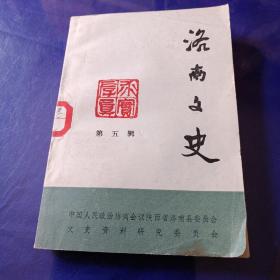 洛南文史
第五辑
中国人民政治协商会议陕西省洛南县委员会
文史资料研究委员会